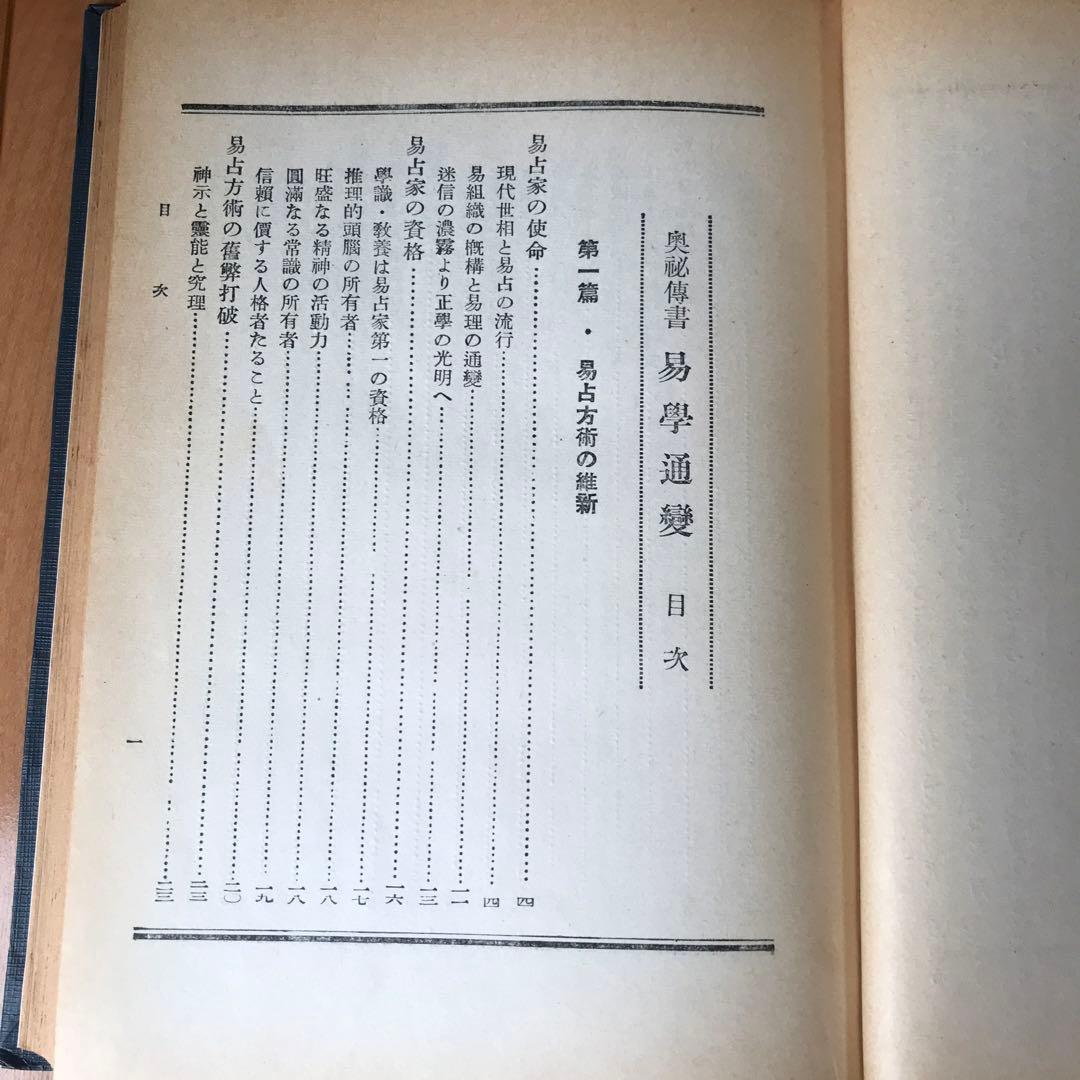 奥祕傳書 易學通變 目次
第一篇・易占方術の維新
易占家の使命……四
現代世相と易占の流行……四
易組織の機構と易理の通變……一一
迷信の濃霧より正學の光明へ……一三
易占家の資格……一六
學識・敎養は易占家第一の資格……一七
推理的頭腦の所有者……一八
旺盛なる精神の活動力……一八
圓滿なる常識の所有者……一九
信賴に價する人格者たること……二〇
易占方術の舊弊打破……二三
神示と靈能と究理……二三
目次
一